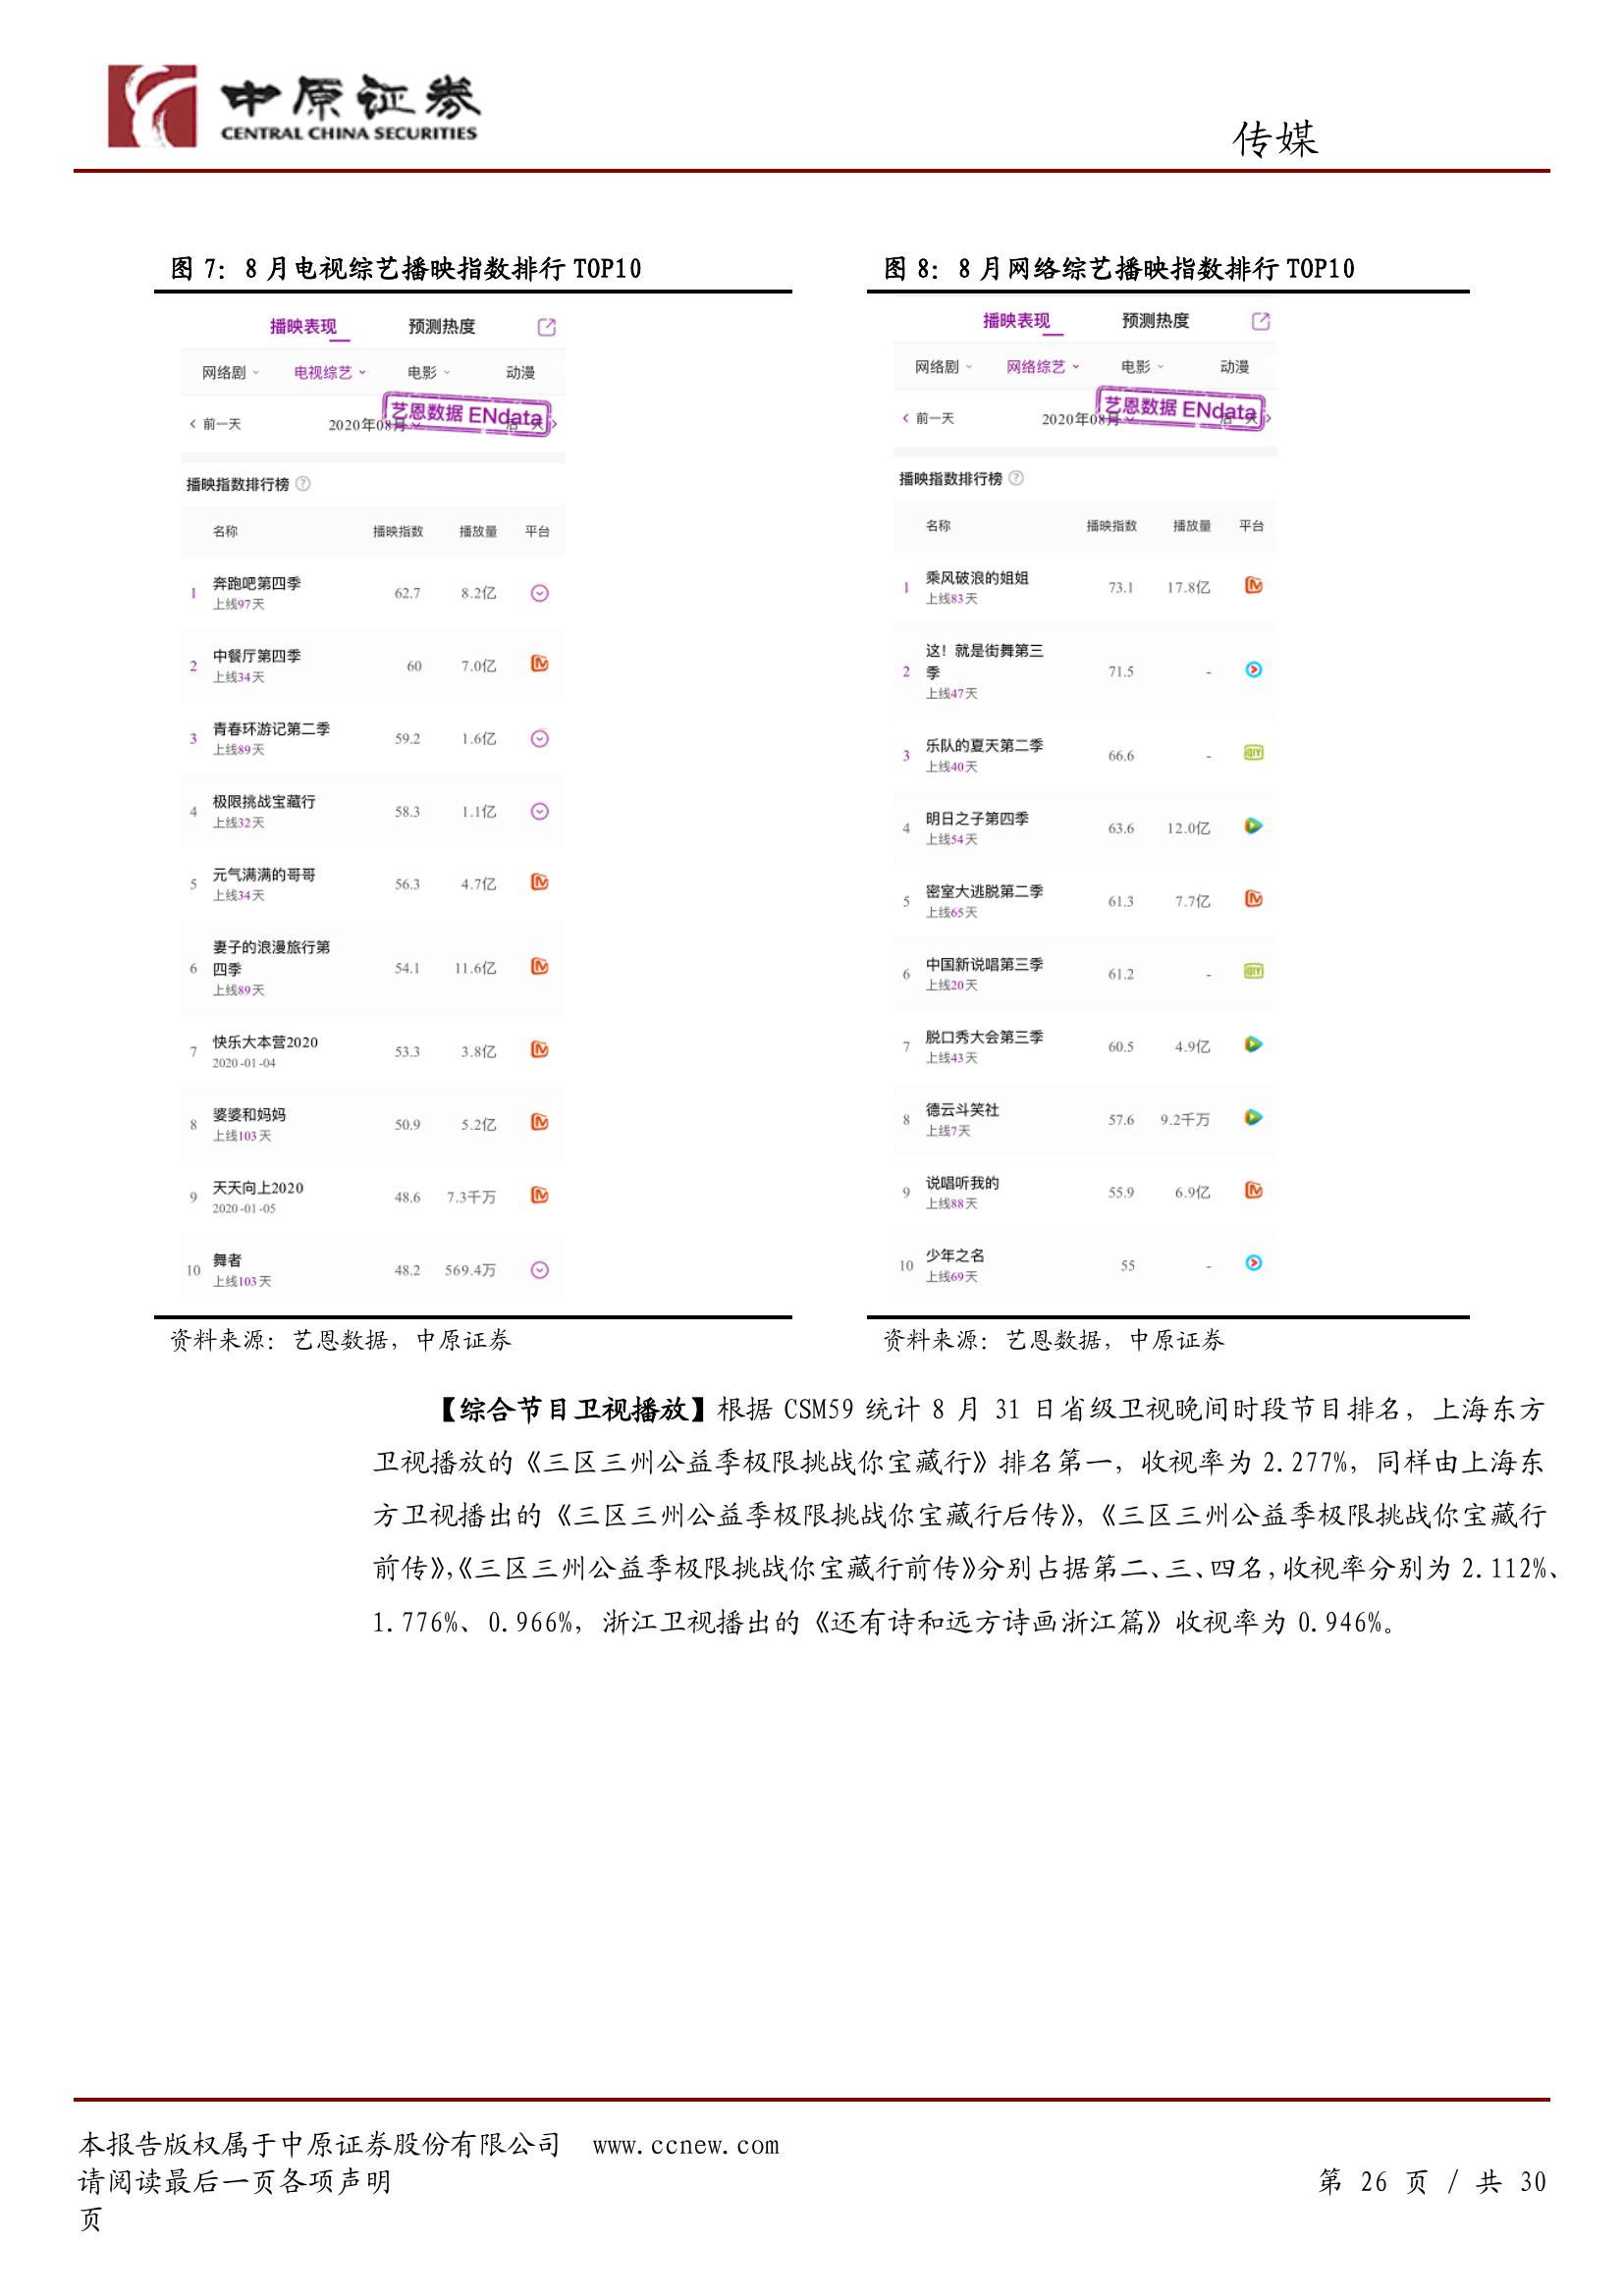 中原证券
CENTRAL CHINA SECURITIES
传媒
图 7: 8 月电视综艺播映指数排行 TOP10
播映表现 预测热度
网络剧 电视综艺 电影 动漫
前一天 2020年08月 后一天
艺恩数据 ENdata
播映指数排行榜 ?
名称 播映指数 播放量 平台
1 奔跑吧第四季 62.7 8.2亿
上线97天
2 中餐厅第四季 60 7.0亿
上线34天
3 青春环游记第二季 59.2 1.6亿
上线89天
4 极限挑战宝藏行 58.3 1.1亿
上线32天
5 元气满满的哥哥 56.3 4.7亿
上线34天
妻子的浪漫旅行第
6 四季 54.1 11.6亿
上线89天
7 快乐大本营2020 53.3 3.8亿
2020-01-04
8 婆婆和妈妈 50.9 5.2亿
上线103天
9 天天向上2020 48.6 7.3千万
2020-01-05
10 舞者 48.2 569.4万
上线103天
资料来源: 艺恩数据, 中原证券
图 8: 8 月网络综艺播映指数排行 TOP10
播映表现 预测热度
网络剧 网络综艺 电影 动漫
前一天 2020年08月 后一天
艺恩数据 ENdata
播映指数排行榜 ?
名称 播映指数 播放量 平台
1 乘风破浪的姐姐 73.1 17.8亿
上线83天
这！就是街舞第三
2 季 71.5 -
上线47天
3 乐队的夏天第二季 66.6 - QIY
上线40天
4 明日之子第四季 63.6 12.0亿
上线54天
5 密室大逃脱第二季 61.3 7.7亿
上线65天
6 中国新说唱第三季 61.2 - QIY
上线20天
7 脱口秀大会第三季 60.5 4.9亿
上线43天
8 德云斗笑社 57.6 9.2千万
上线7天
9 说唱听我的 55.9 6.9亿
上线88天
10 少年之名 55 -
上线69天
资料来源: 艺恩数据, 中原证券
【综合节目卫视播放】根据 CSM59 统计 8 月 31 日省级卫视晚间时段节目排名, 上海东方
卫视播放的《三区三州公益季极限挑战你宝藏行》排名第一, 收视率为 2.277%, 同样由上海东
方卫视播出的《三区三州公益季极限挑战你宝藏行后传》,《三区三州公益季极限挑战你宝藏行
前传》,《三区三州公益季极限挑战你宝藏行前传》分别占据第二、三、四名,收视率分别为 2.112%、
1.776%、0.966%, 浙江卫视播出的《还有诗和远方诗画浙江篇》收视率为 0.946%。
本报告版权属于中原证券股份有限公司 www.ccnew.com
请阅读最后一页各项声明 第 26 页 / 共 30
页